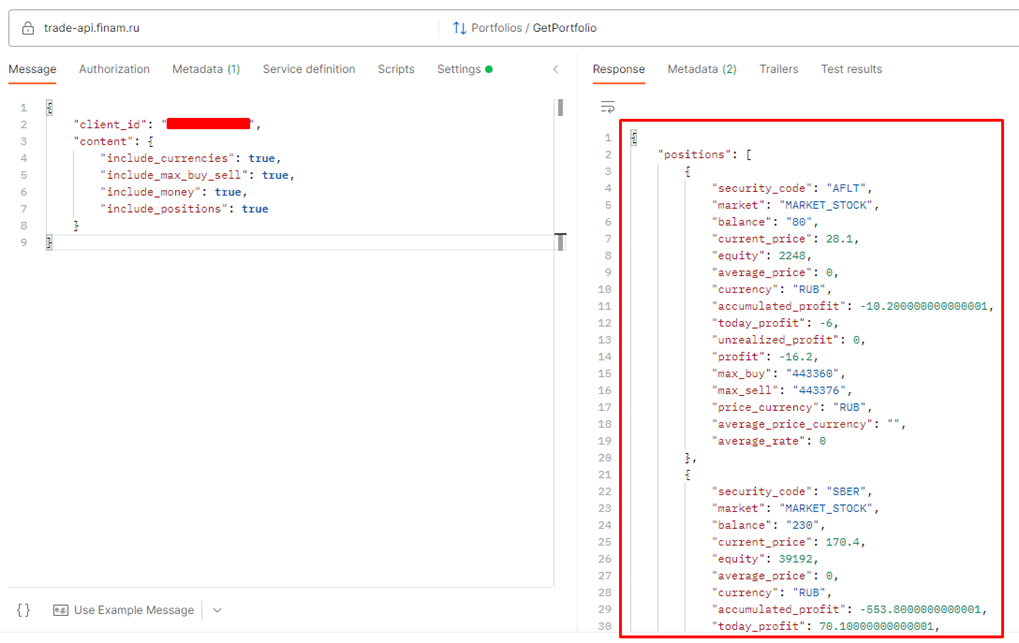 trade-api.finam.ru
Portfolios / GetPortfolio
Message Authorization Metadata (1) Service definition Scripts Settings
Response Metadata (2) Trailers Test results
1 {
2 "client_id": " ",
3 "content": {
4 "include_currencies": true,
5 "include_max_buy_sell": true,
6 "include_money": true,
7 "include_positions": true
8 }
9 }
{} Use Example Message
1 {
2 "positions": [
3 {
4 "security_code": "AFLT",
5 "market": "MARKET_STOCK",
6 "balance": "80",
7 "current_price": 28.1,
8 "equity": 2248,
9 "average_price": 0,
10 "currency": "RUB",
11 "accumulated_profit": -10.200000000000001,
12 "today_profit": -6,
13 "unrealized_profit": 0,
14 "profit": -16.2,
15 "max_buy": "443360",
16 "max_sell": "443376",
17 "price_currency": "RUB",
18 "average_price_currency": "",
19 "average_rate": 0
20 },
21 {
22 "security_code": "SBER",
23 "market": "MARKET_STOCK",
24 "balance": "230",
25 "current_price": 170.4,
26 "equity": 39192,
27 "average_price": 0,
28 "currency": "RUB",
29 "accumulated_profit": -553.8000000000001,
30 "today_profit": 70.10000000000001,